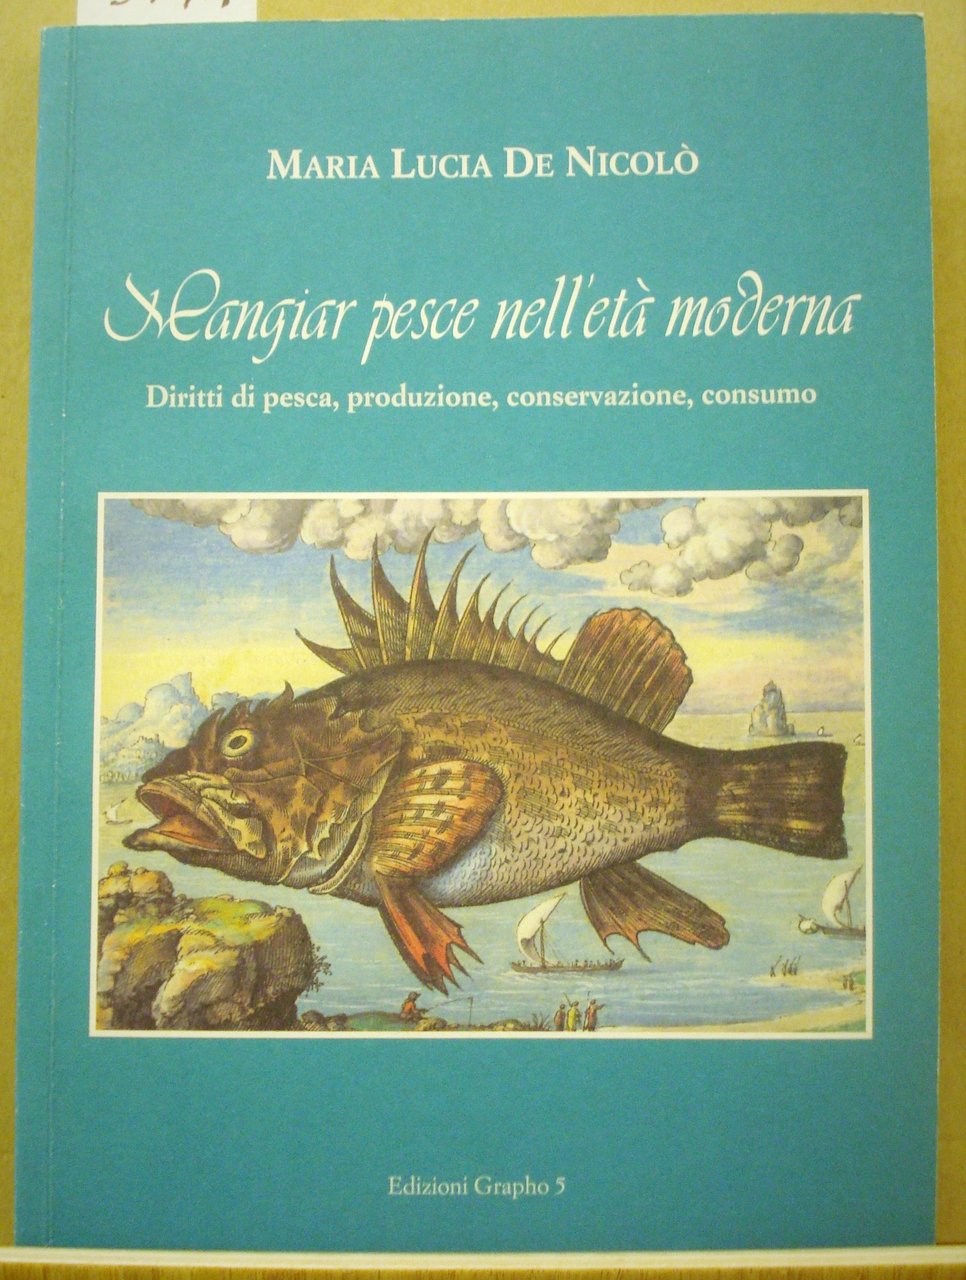 MARIA LUCIA DE NICOLÒ
Mangiar pesce nell'età moderna
Diritti di pesca, produzione, conservazione, consumo
Edizioni Grapho 5